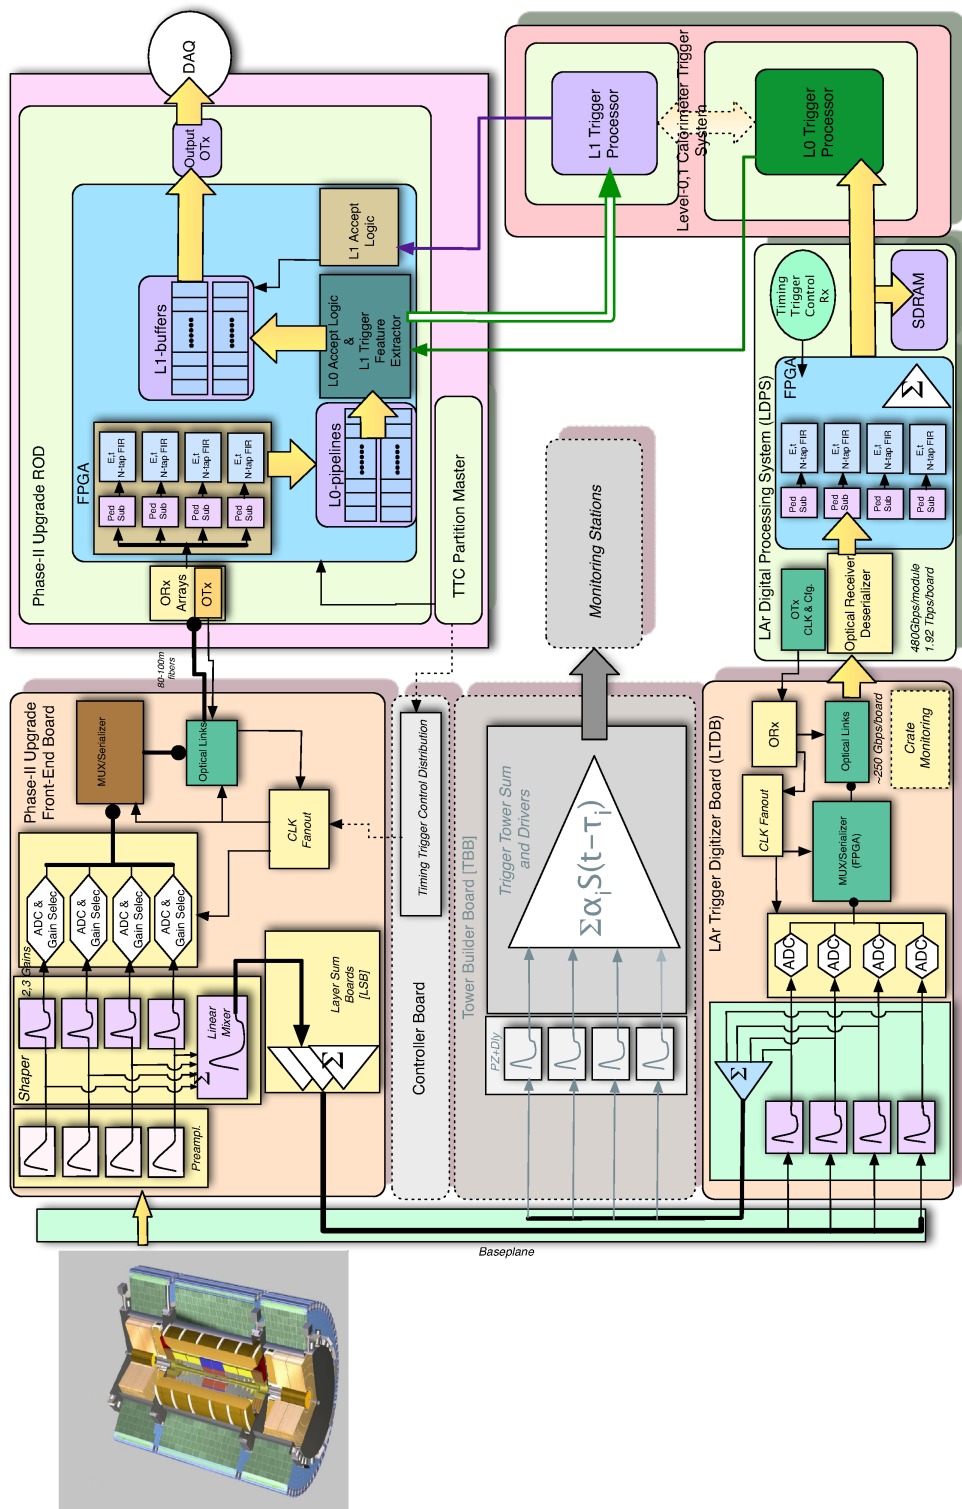 DAQ
Phase-II Upgrade ROD
Output
OTx
FPGA
L1-buffers
L1 Accept
Logic
L0 Accept Logic
&
L1 Trigger
Feature
Extractor
L0-pipelines
E,t
N-tap FIR
E,t
N-tap FIR
E,t
N-tap FIR
E,t
N-tap FIR
Ped
Sub
Ped
Sub
Ped
Sub
Ped
Sub
ORx
Arrays
OTx
TTC Partition Master
80-100m
fibers
Level-0,1 Calorimeter Trigger
System
L1 Trigger
Processor
L0 Trigger
Processor
LAr Digital Processing System (LDPS)
Timing
Trigger
Control
Rx
SDRAM
FPGA
Σ
E,t
N-tap FIR
E,t
N-tap FIR
E,t
N-tap FIR
E,t
N-tap FIR
Ped
Sub
Ped
Sub
Ped
Sub
Ped
Sub
OTx
CLK & Cfg.
Optical Receiver
Deserializer
480Gbps/module
1.92 Tbps/board
Monitoring Stations
Phase-II Upgrade
Front-End Board
MUX/Serializer
Optical Links
CLK
Fanout
ADC &
Gain Selec.
ADC &
Gain Selec.
ADC &
Gain Selec.
ADC &
Gain Selec.
2,3 Gains
Shaper
Linear
Mixer
Σ
Layer Sum
Boards
[LSB]
Σ
Preampl.
Controller Board
Timing Trigger Control Distribution
Tower Builder Board [TBB]
Trigger Tower Sum
and Drivers
ΣαᵢS(t−τᵢ)
PZ+Dly
LAr Trigger Digitizer Board (LTDB)
ORx
CLK Fanout
Optical Links
~250 Gbps/board
Crate
Monitoring
MUX/Serializer
(FPGA)
ADC
ADC
ADC
ADC
Σ
Baseplane